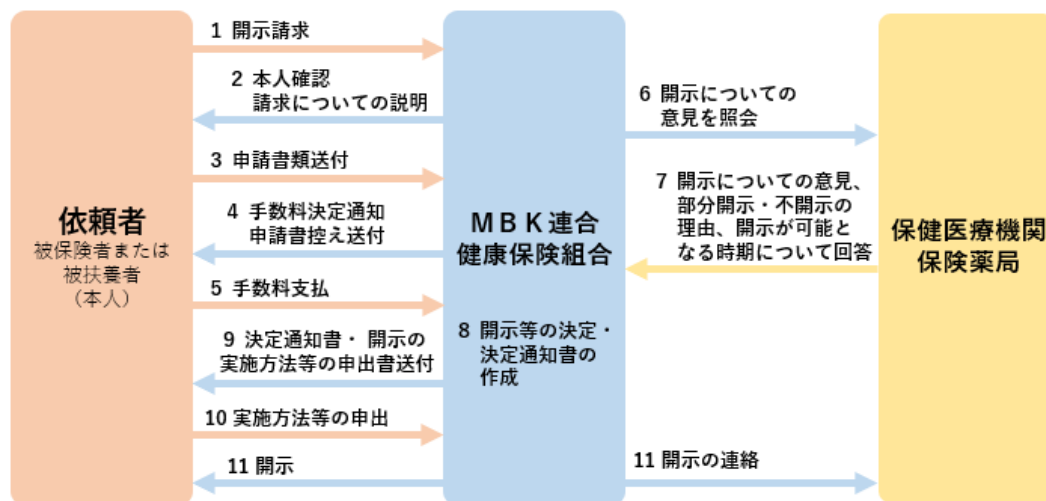 1 開示請求
2 本人確認
請求についての説明
3 申請書類送付
4 手数料決定通知
申請書控え送付
5 手数料支払
9 決定通知書・ 開示の
実施方法等の申出書送付
10 実施方法等の申出
11 開示
依頼者
被保険者または
被扶養者
（本人）
MBK連合
健康保険組合
8 開示等の決定・
決定通知書の
作成
6 開示についての
意見を照会
7 開示についての意見、
部分開示・不開示の
理由、開示が可能と
なる時期について回答
11 開示の連絡
保健医療機関
保険薬局